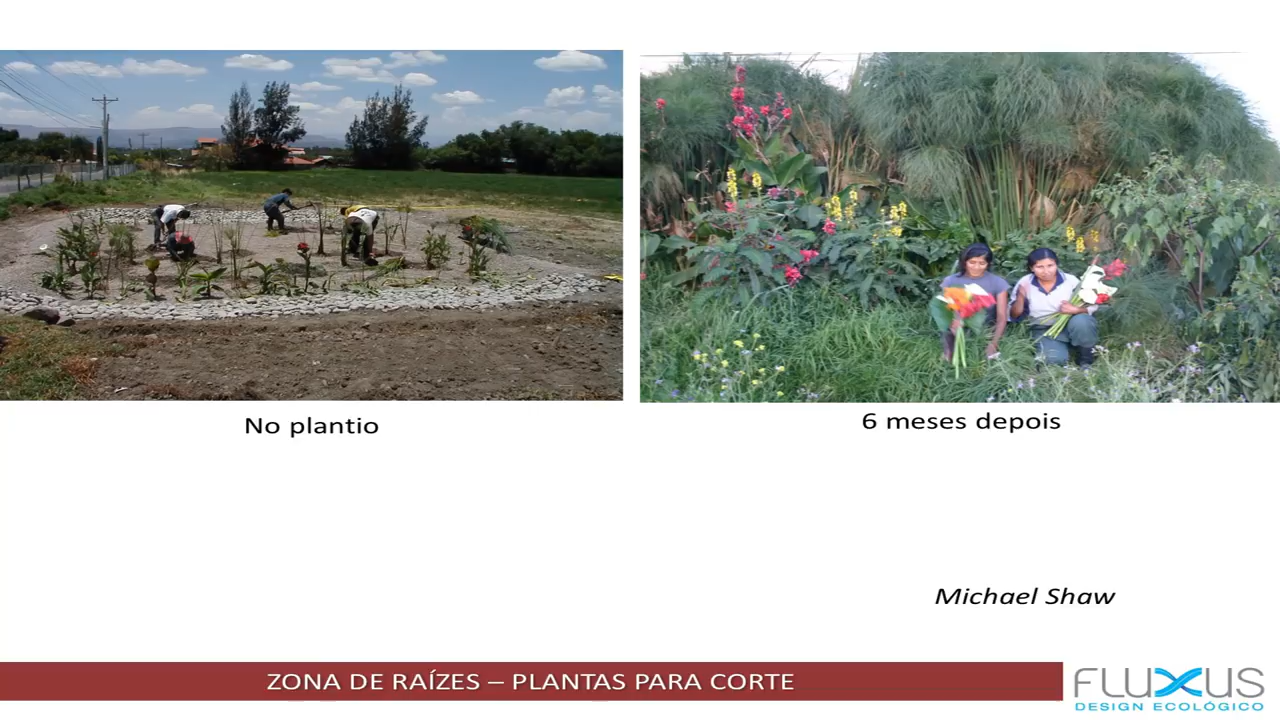 No plantio
6 meses depois
Michael Shaw
ZONA DE RAÍZES – PLANTAS PARA CORTE
FLUXUS
DESIGN ECOLÓGICO